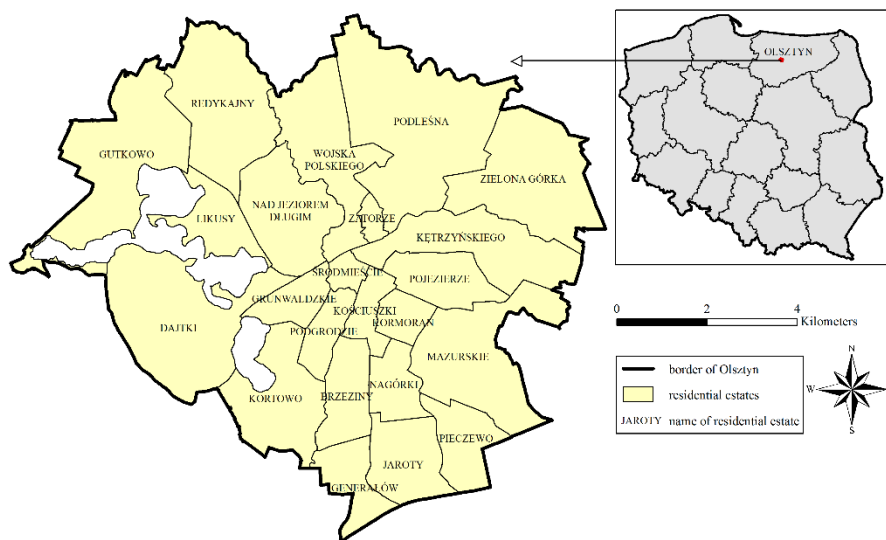 OLSZTYN
REDYKAJNY
PODLEŚNA
GUTKOWO
WOJSKA
POLSKIEGO
ZIELONA GÓRKA
NAD JEZIOREM
DŁUGIM
LIKUSY
ZATORZE
KĘTRZYŃSKIEGO
ŚRÓDMIEŚCIE
POJEZIERZE
GRUNWALDZKIE
KOŚCIUSZKI
KORMORAN
DAJTKI
PODGRODZIE
MAZURSKIE
NAGÓRKI
KORTOWO
BRZEZINY
PIECZEWO
JAROTY
GENERAŁÓW
0 2 4
Kilometers
border of Olsztyn
residential estates
JAROTY name of residential estate
N
W E
S